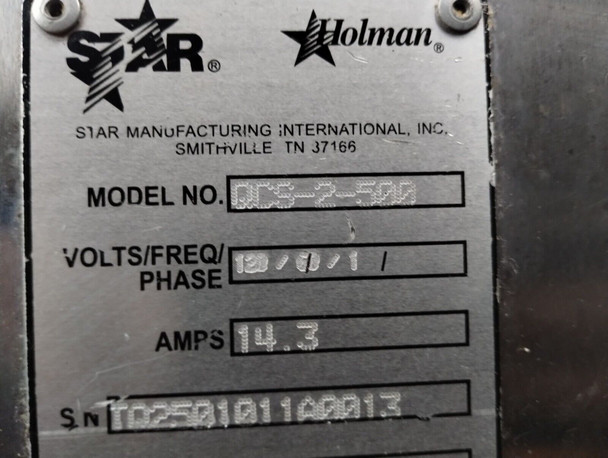 STAR® Holman®
STAR MANUFACTURING INTERNATIONAL, INC.
SMITHVILLE TN 37166
MODEL NO. QCS-2-500
VOLTS/FREQ/
PHASE 120/60/1 /
AMPS 14.3
S N TO2501011A0013